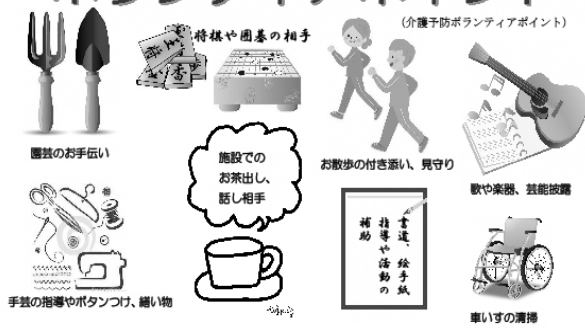 (介護予防ボランティアポイント)
将棋や囲碁の相手
園芸のお手伝い
施設での
お茶出し、
話し相手
お散歩の付き添い、見守り
歌や楽器、芸能披露
手芸の指導やボタンつけ、繕い物
書道、絵手紙
指導や活動の
補助
車いすの清掃